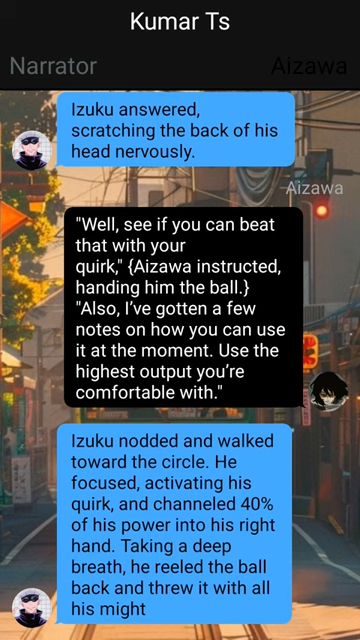 Kumar Ts
Narrator
Aizawa
Izuku answered,
scratching the back of his
head nervously.
Aizawa
"Well, see if you can beat
that with your
quirk," {Aizawa instructed,
handing him the ball.}
"Also, I've gotten a few
notes on how you can use
it at the moment. Use the
highest output you're
comfortable with."
Izuku nodded and walked
toward the circle. He
focused, activating his
quirk, and channeled 40%
of his power into his right
hand. Taking a deep
breath, he reeled the ball
back and threw it with all
his might